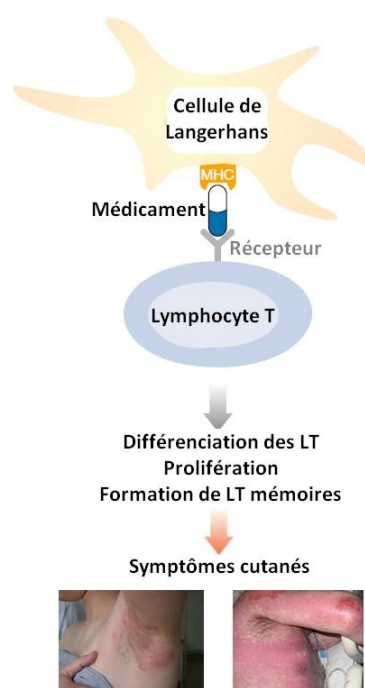 Cellule de
Langerhans
MHC
Médicament
Récepteur
Lymphocyte T
Différenciation des LT
Prolifération
Formation de LT mémoires
Symptômes cutanés